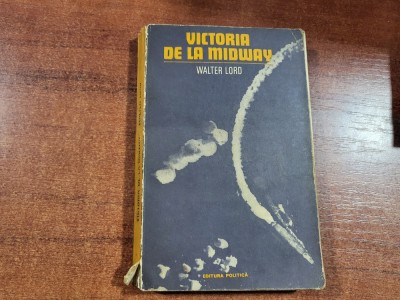 VICTORIA
DE LA MIDWAY
WALTER LORD
EDITURA POLITICĂ